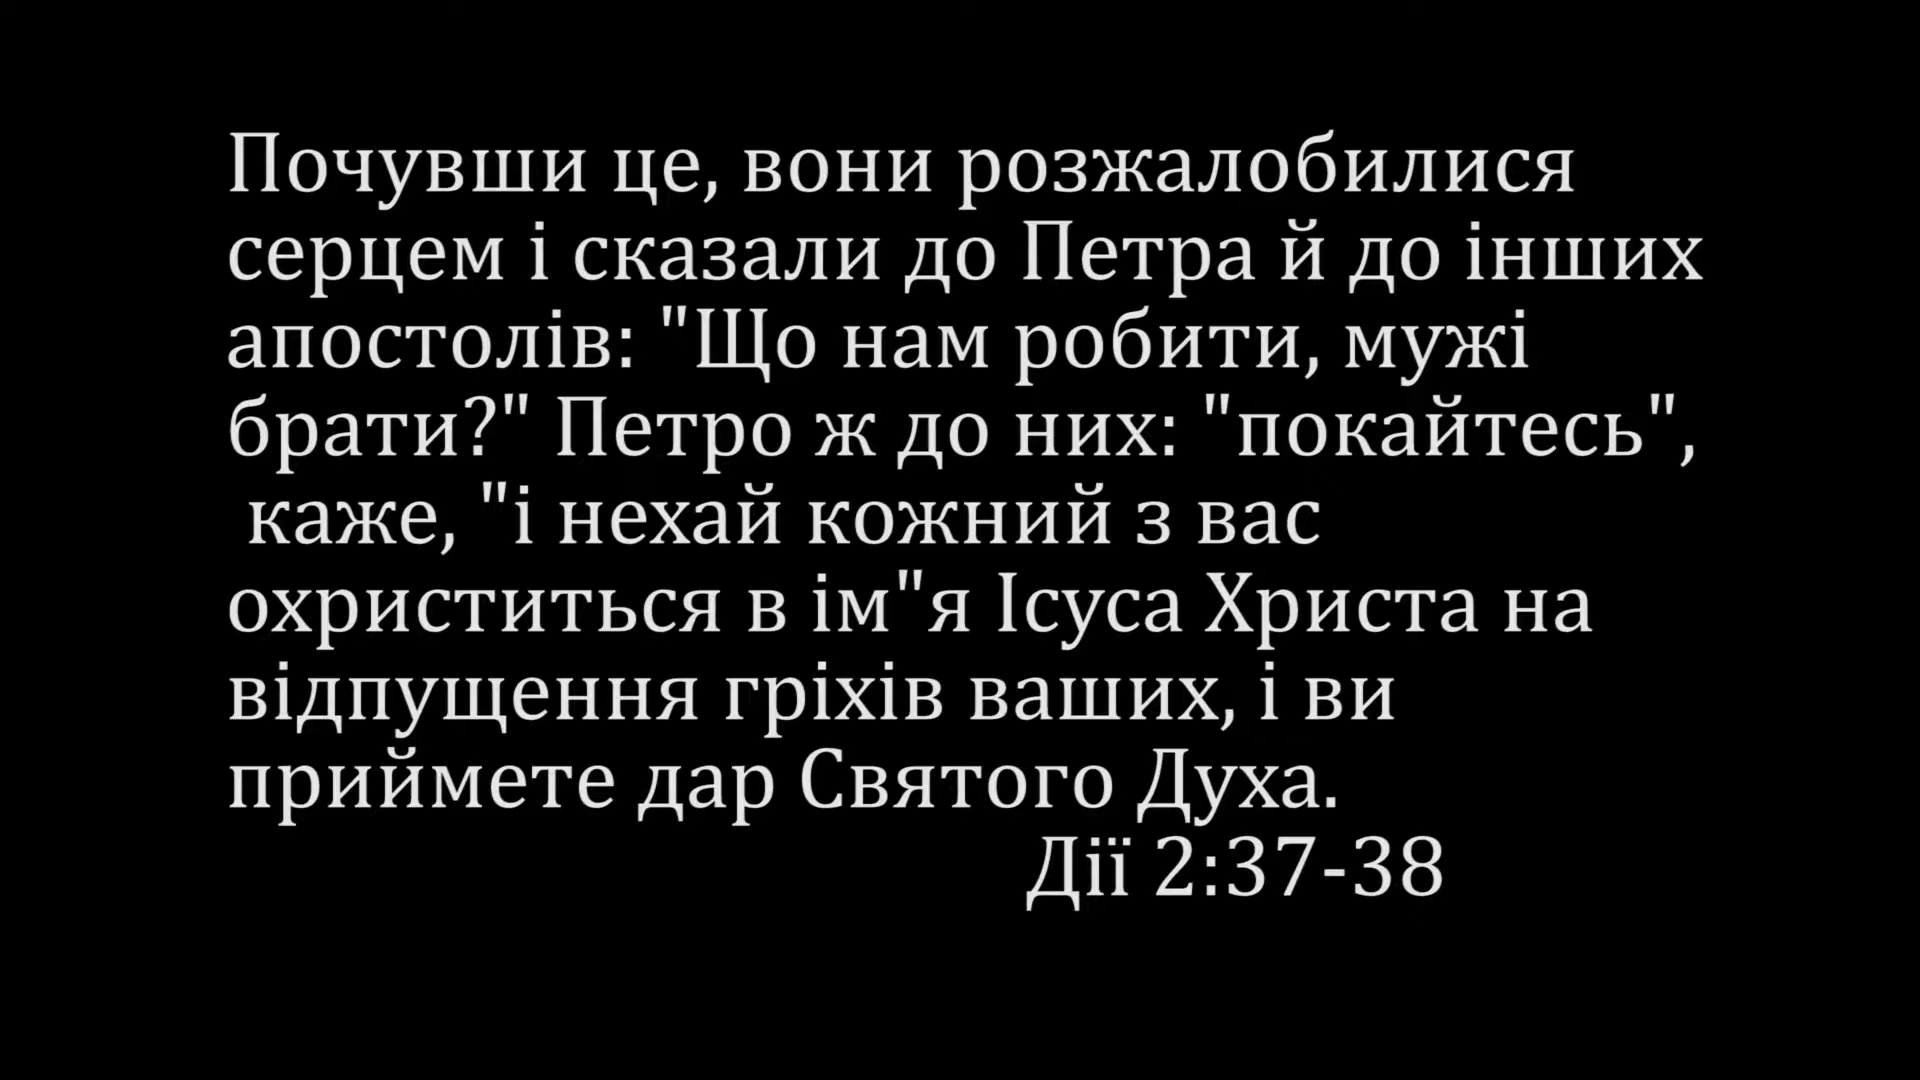 Почувши це, вони розжалобилися
серцем і сказали до Петра й до інших
апостолів: "Що нам робити, мужі
брати?" Петро ж до них: "покайтесь",
каже, "і нехай кожний з вас
охриститься в ім"я Ісуса Христа на
відпущення гріхів ваших, і ви
приймете дар Святого Духа.
Дії 2:37-38